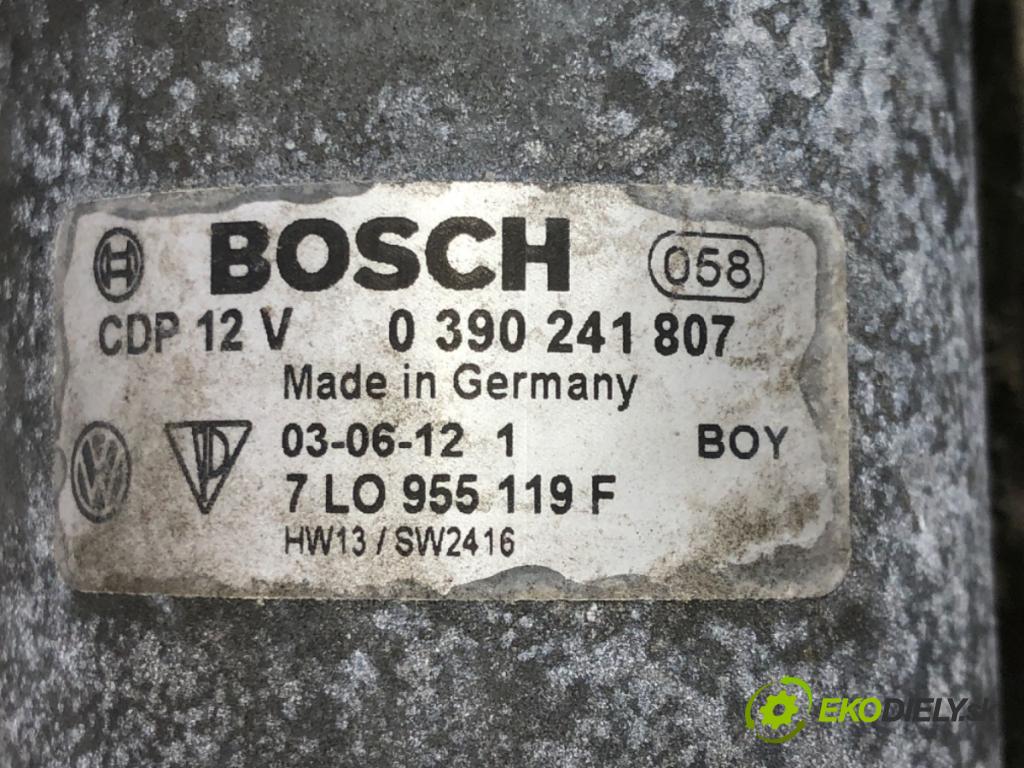 BOSCH 058
CDP 12 V 0 390 241 807
Made in Germany
03-06-12 1 BOY
7 LO 955 119 F
HW13 / SW2416
EKODIELY.SK